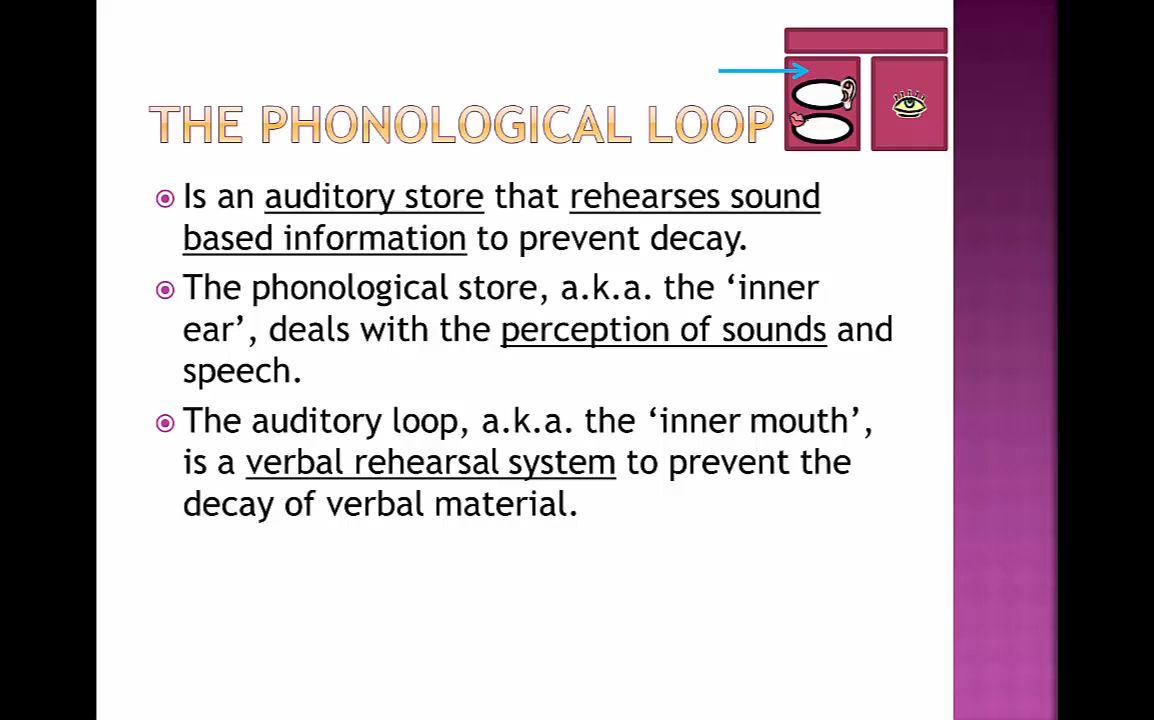 THE PHONOLOGICAL LOOP
Is an auditory store that rehearses sound
based information to prevent decay.
The phonological store, a.k.a. the ‘inner
ear’, deals with the perception of sounds and
speech.
The auditory loop, a.k.a. the ‘inner mouth’,
is a verbal rehearsal system to prevent the
decay of verbal material.